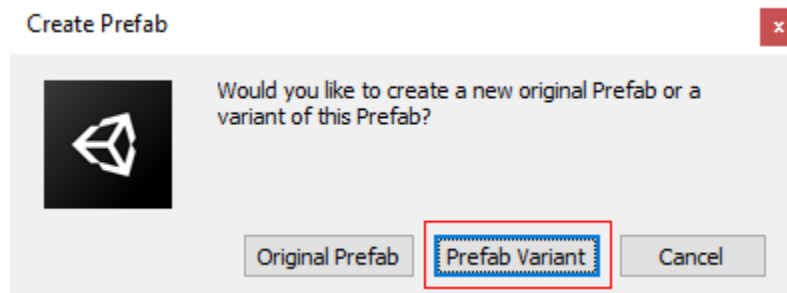 Create Prefab
x
Would you like to create a new original Prefab or a
variant of this Prefab?
Original Prefab Prefab Variant Cancel